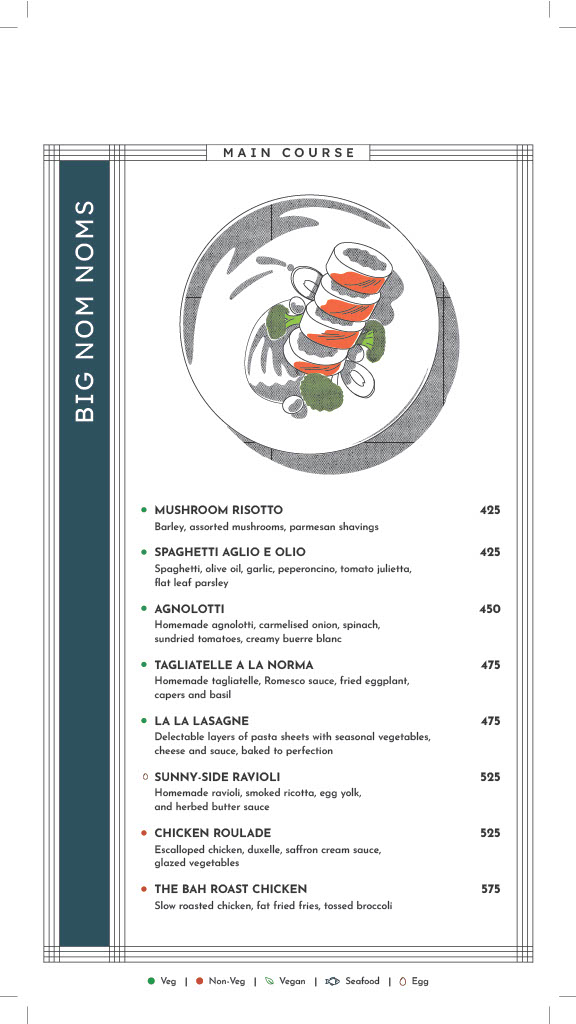 MAIN COURSE
BIG NOM NOMS
MUSHROOM RISOTTO 425
Barley, assorted mushrooms, parmesan shavings
SPAGHETTI AGLIO E OLIO 425
Spaghetti, olive oil, garlic, peperoncino, tomato julietta,
flat leaf parsley
AGNOLOTTI 450
Homemade agnolotti, carmelised onion, spinach,
sundried tomatoes, creamy buerre blanc
TAGLIATELLE A LA NORMA 475
Homemade tagliatelle, Romesco sauce, fried eggplant,
capers and basil
LA LA LASAGNE 475
Delectable layers of pasta sheets with seasonal vegetables,
cheese and sauce, baked to perfection
SUNNY-SIDE RAVIOLI 525
Homemade ravioli, smoked ricotta, egg yolk,
and herbed butter sauce
CHICKEN ROULADE 525
Escalloped chicken, duxelle, saffron cream sauce,
glazed vegetables
THE BAH ROAST CHICKEN 575
Slow roasted chicken, fat fried fries, tossed broccoli
Veg | Non-Veg | Vegan | Seafood | Egg